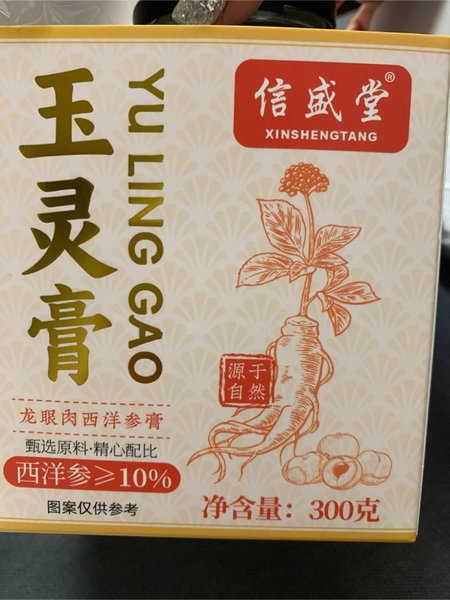 玉灵膏
YU LING GAO
信盛堂®
XINSHENGTANG
源于
自然
龙眼肉西洋参膏
甄选原料·精心配比
西洋参≥10%
图案仅供参考
净含量：300克